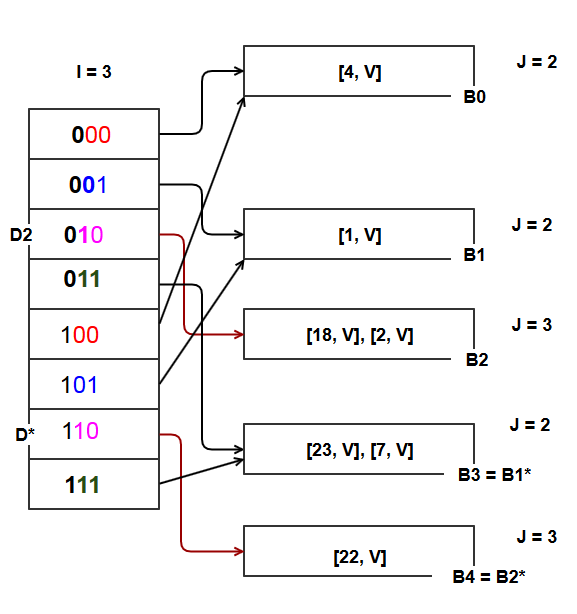 I = 3
000
001
D2 010
011
100
101
D* 110
111
[4, V]
J = 2
B0
[1, V]
J = 2
B1
[18, V], [2, V]
J = 3
B2
[23, V], [7, V]
J = 2
B3 = B1*
[22, V]
J = 3
B4 = B2*